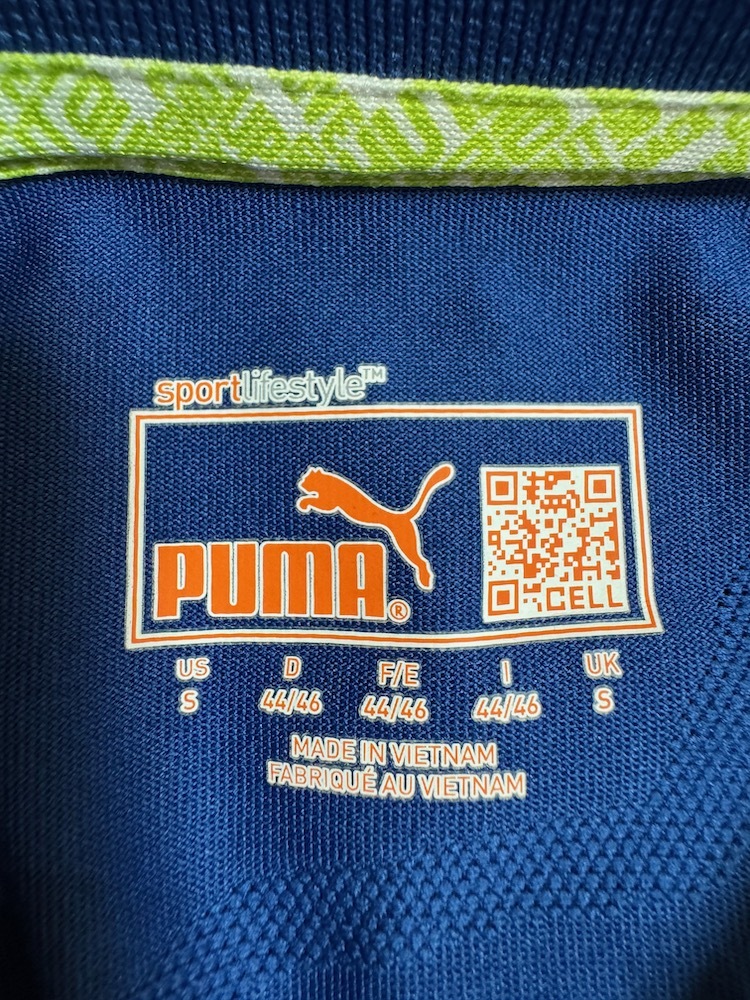 sportlifestyle™
PUMA®
CELL
US D F/E I UK
S 44/46 44/46 44/46 S
MADE IN VIETNAM
FABRIQUÉ AU VIETNAM